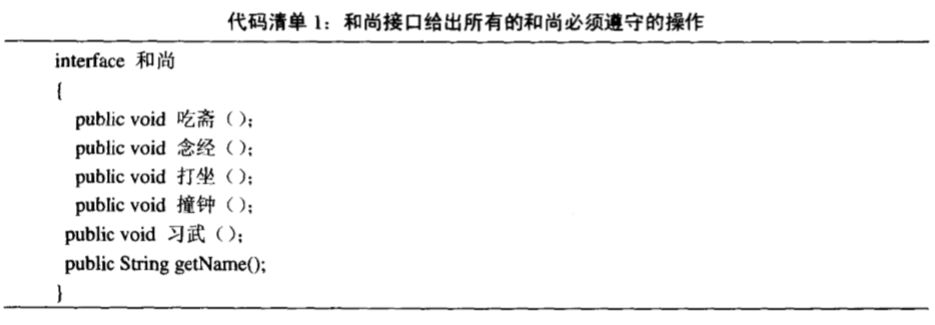 代码清单 1：和尚接口给出所有的和尚必须遵守的操作
interface 和尚
{
public void 吃斋（）;
public void 念经（）;
public void 打坐（）;
public void 撞钟（）;
public void 习武（）;
public String getName();
}